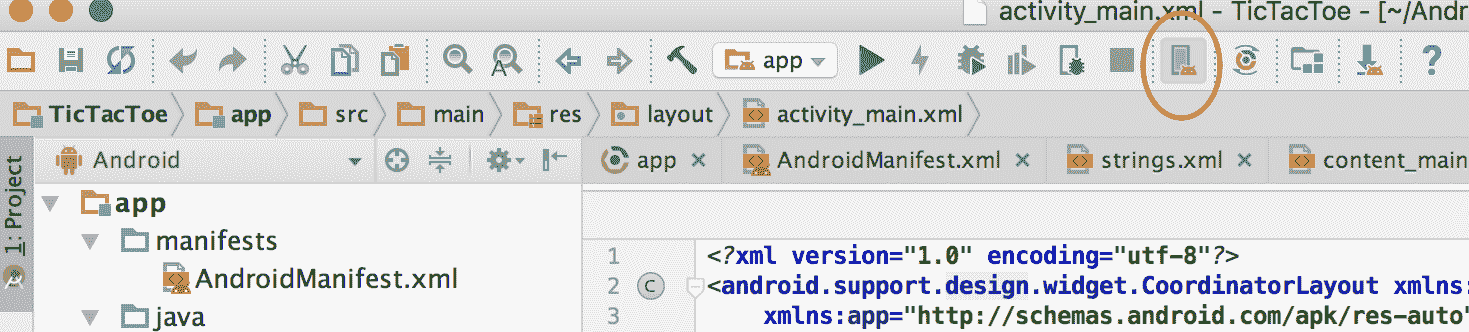 activity_main.xml - TicTacToe - [~/And
app
?
TicTacToe app src main res layout activity_main.xml
1: Project
Android
app AndroidManifest.xml strings.xml content_main
app
manifests
AndroidManifest.xml
java
1 <?xml version="1.0" encoding="utf-8"?>
2 C <android.support.design.widget.CoordinatorLayout xmlns:
3 xmlns:app="http://schemas.android.com/apk/res-auto"